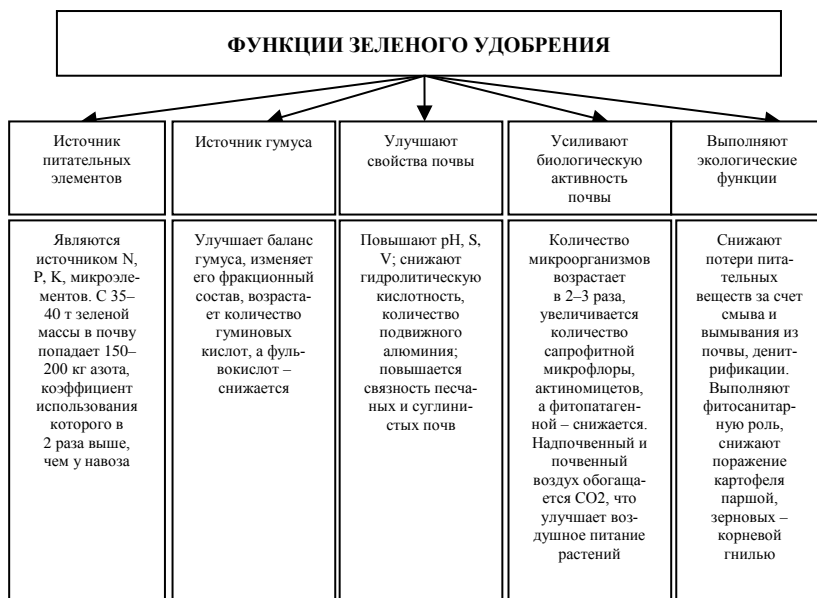 ФУНКЦИИ ЗЕЛЕНОГО УДОБРЕНИЯ
Источник
питательных
элементов
Источник гумуса
Улучшают
свойства почвы
Усиливают
биологическую
активность
почвы
Выполняют
экологические
функции
Являются
источником N,
P, K, микроэле-
ментов. С 35–
40 т зеленой
массы в почву
попадает 150–
200 кг азота,
коэффициент
использования
которого в
2 раза выше,
чем у навоза
Улучшает баланс
гумуса, изменяет
его фракционный
состав, возраста-
ет количество
гуминовых
кислот, а фуль-
вокислот –
снижается
Повышают pH, S,
V; снижают
гидролитическую
кислотность,
количество
подвижного
алюминия;
повышается
связность песча-
ных и суглини-
стых почв
Количество
микроорганизмов
возрастает
в 2–3 раза,
увеличивается
количество
сапрофитной
микрофлоры,
актиномицетов,
а фитопатаген-
ной – снижается.
Надпочвенный и
почвенный
воздух обогаща-
ется CO2, что
улучшает воз-
душное питание
растений
Снижают
потери пита-
тельных
веществ за счет
смыва и
вымывания из
почвы, денит-
рификации.
Выполняют
фитосанитар-
ную роль,
снижают
поражение
картофеля
паршой,
зерновых –
корневой
гнилью